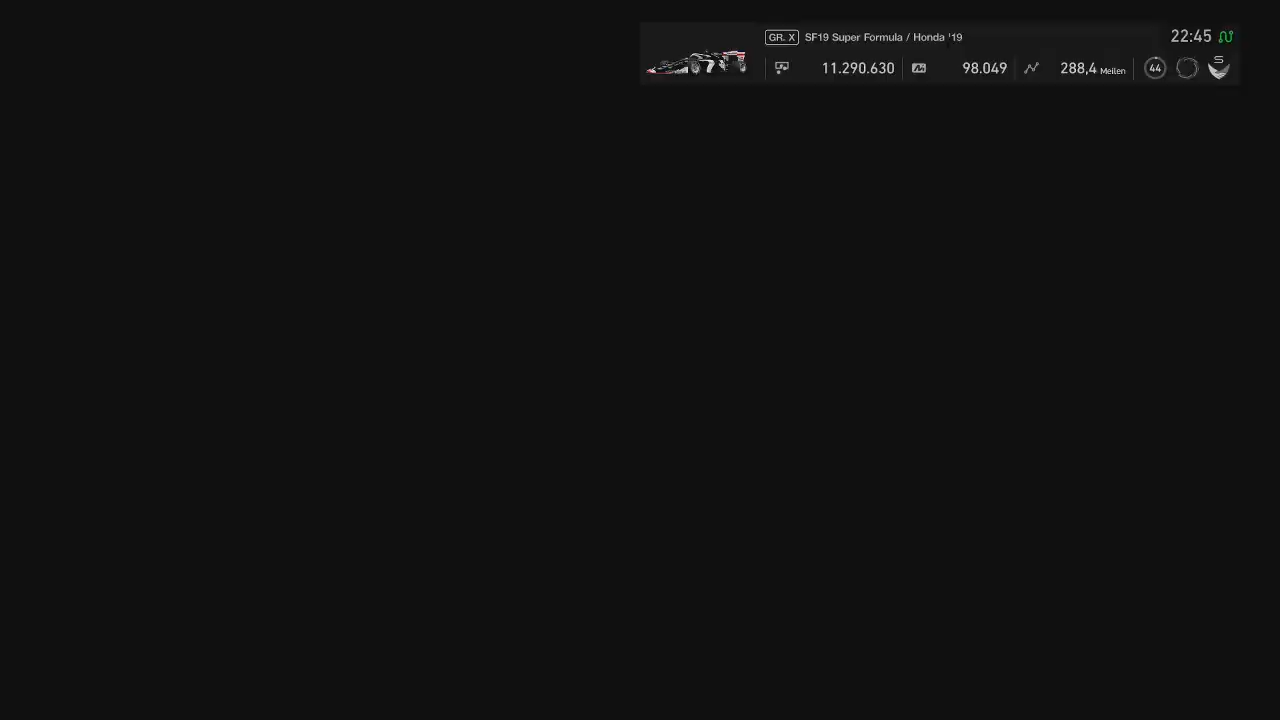 GR. X SF19 Super Formula / Honda '19 22:45
11.290.630 98.049 288,4 Meilen 44 S